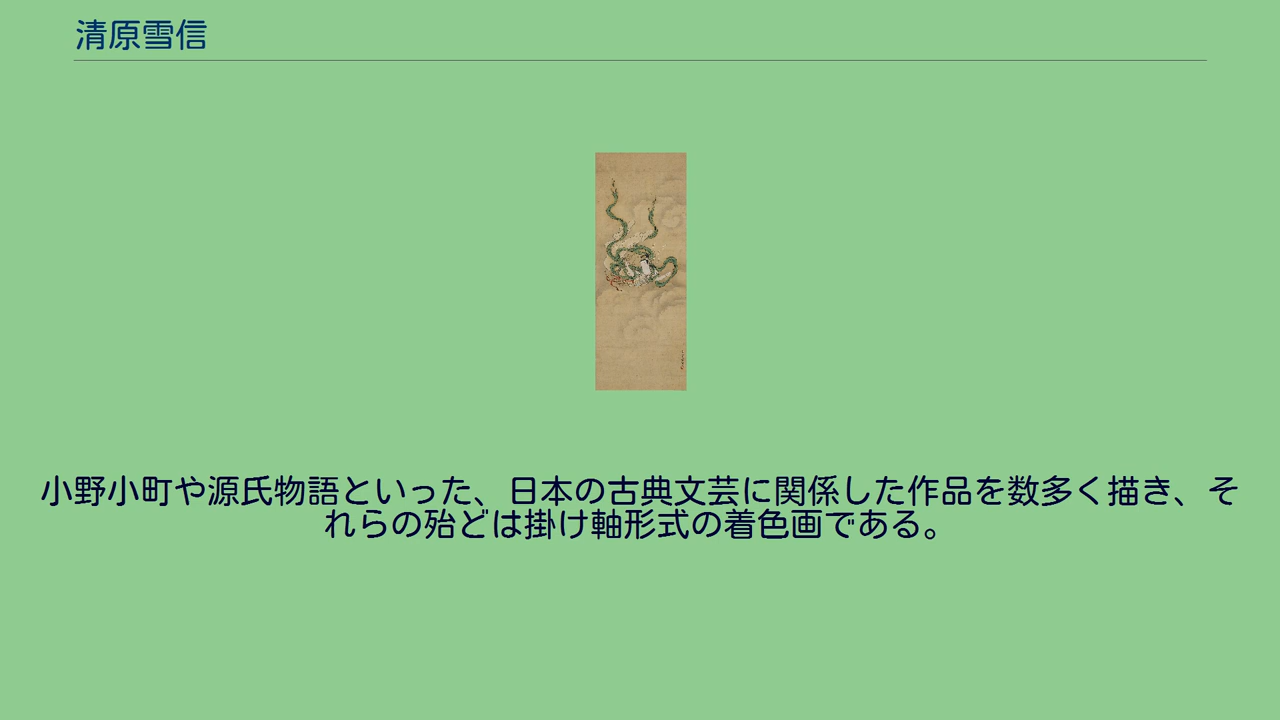 清原雪信
小野小町や源氏物語といった、日本の古典文芸に関係した作品を数多く描き、そ
れらの殆どは掛け軸形式の着色画である。